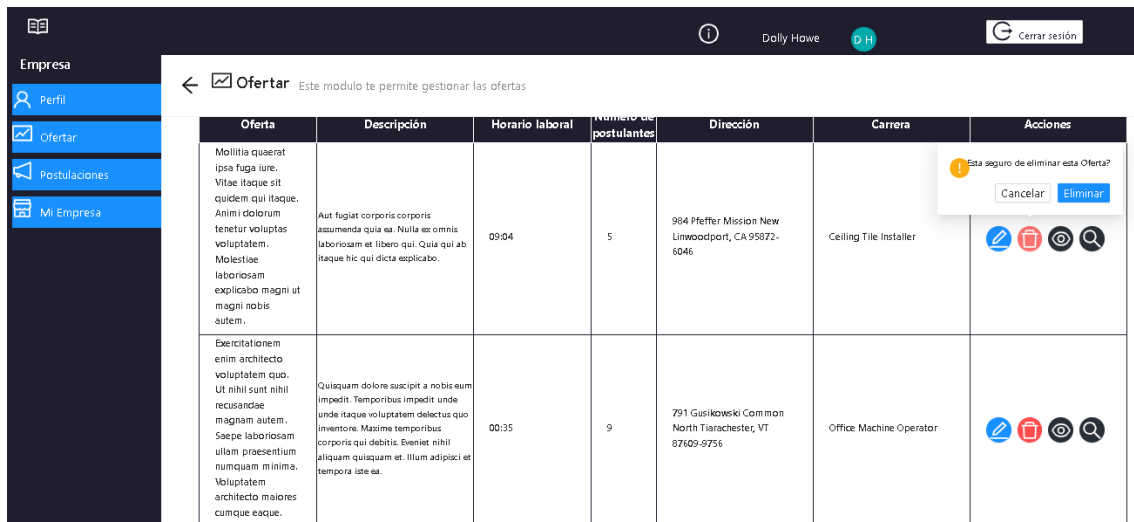 Dolly Howe
D H
Cerrar sesión
Empresa
Perfil
Ofertar
Postulaciones
Mi Empresa
Ofertar Este modulo te permite gestionar las ofertas
Oferta
Descripción
Horario laboral
Número de
postulantes
Dirección
Carrera
Acciones
Mollitia quaerat
ipsa fuga iure.
Vitae itaque sit
quidem qui itaque.
Animi dolorum
tenetur voluptas
voluptatem.
Molestiae
laboriosam
explicabo magni ut
magni nobis
autem.
Aut fugiat corporis corporis
assumenda quia ea. Nulla ex omnis
laboriosam et libero qui. Quia qui ab
itaque hic qui dicta explicabo.
09:04
5
984 Pfeffer Mission New
Linwoodport, CA 95872-
6046
Ceiling Tile Installer
Esta seguro de eliminar esta Oferta?
Cancelar
Eliminar
Exercitationem
enim architecto
voluptatem quo.
Ut nihil sunt nihil
recusandae
magnam autem.
Saepe laboriosam
ullam praesentium
numquam minima.
Voluptatem
architecto maiores
cumque eaque.
Quisquam dolore suscipit a nobis eum
impedit. Temporibus impedit unde
unde itaque voluptatem delectus quo
inventore. Maxime temporibus
corporis qui debitis. Eveniet nihil
aliquam quisquam et. Illum adipisci et
tempora iste ea.
00:35
9
791 Gusikowski Common
North Tiarachester, VT
87609-9756
Office Machine Operator